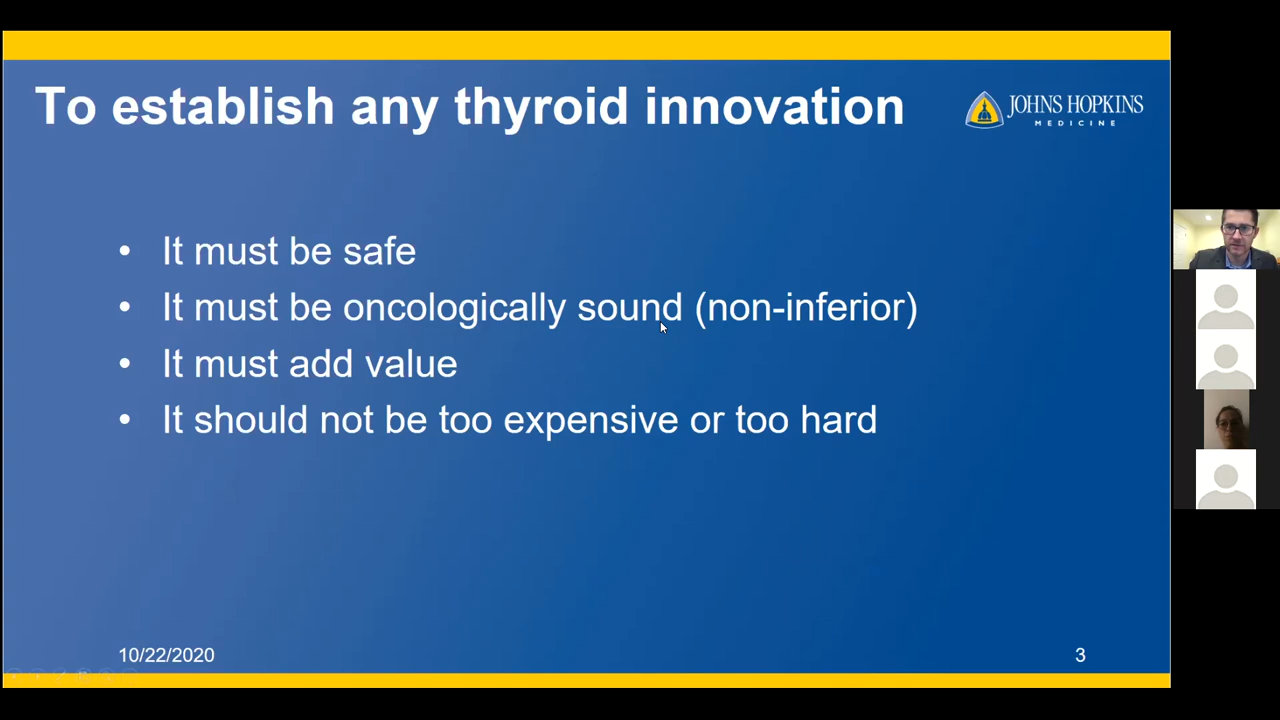 To establish any thyroid innovation
JOHNS HOPKINS
MEDICINE
• It must be safe
• It must be oncologically sound (non-inferior)
• It must add value
• It should not be too expensive or too hard
10/22/2020
3